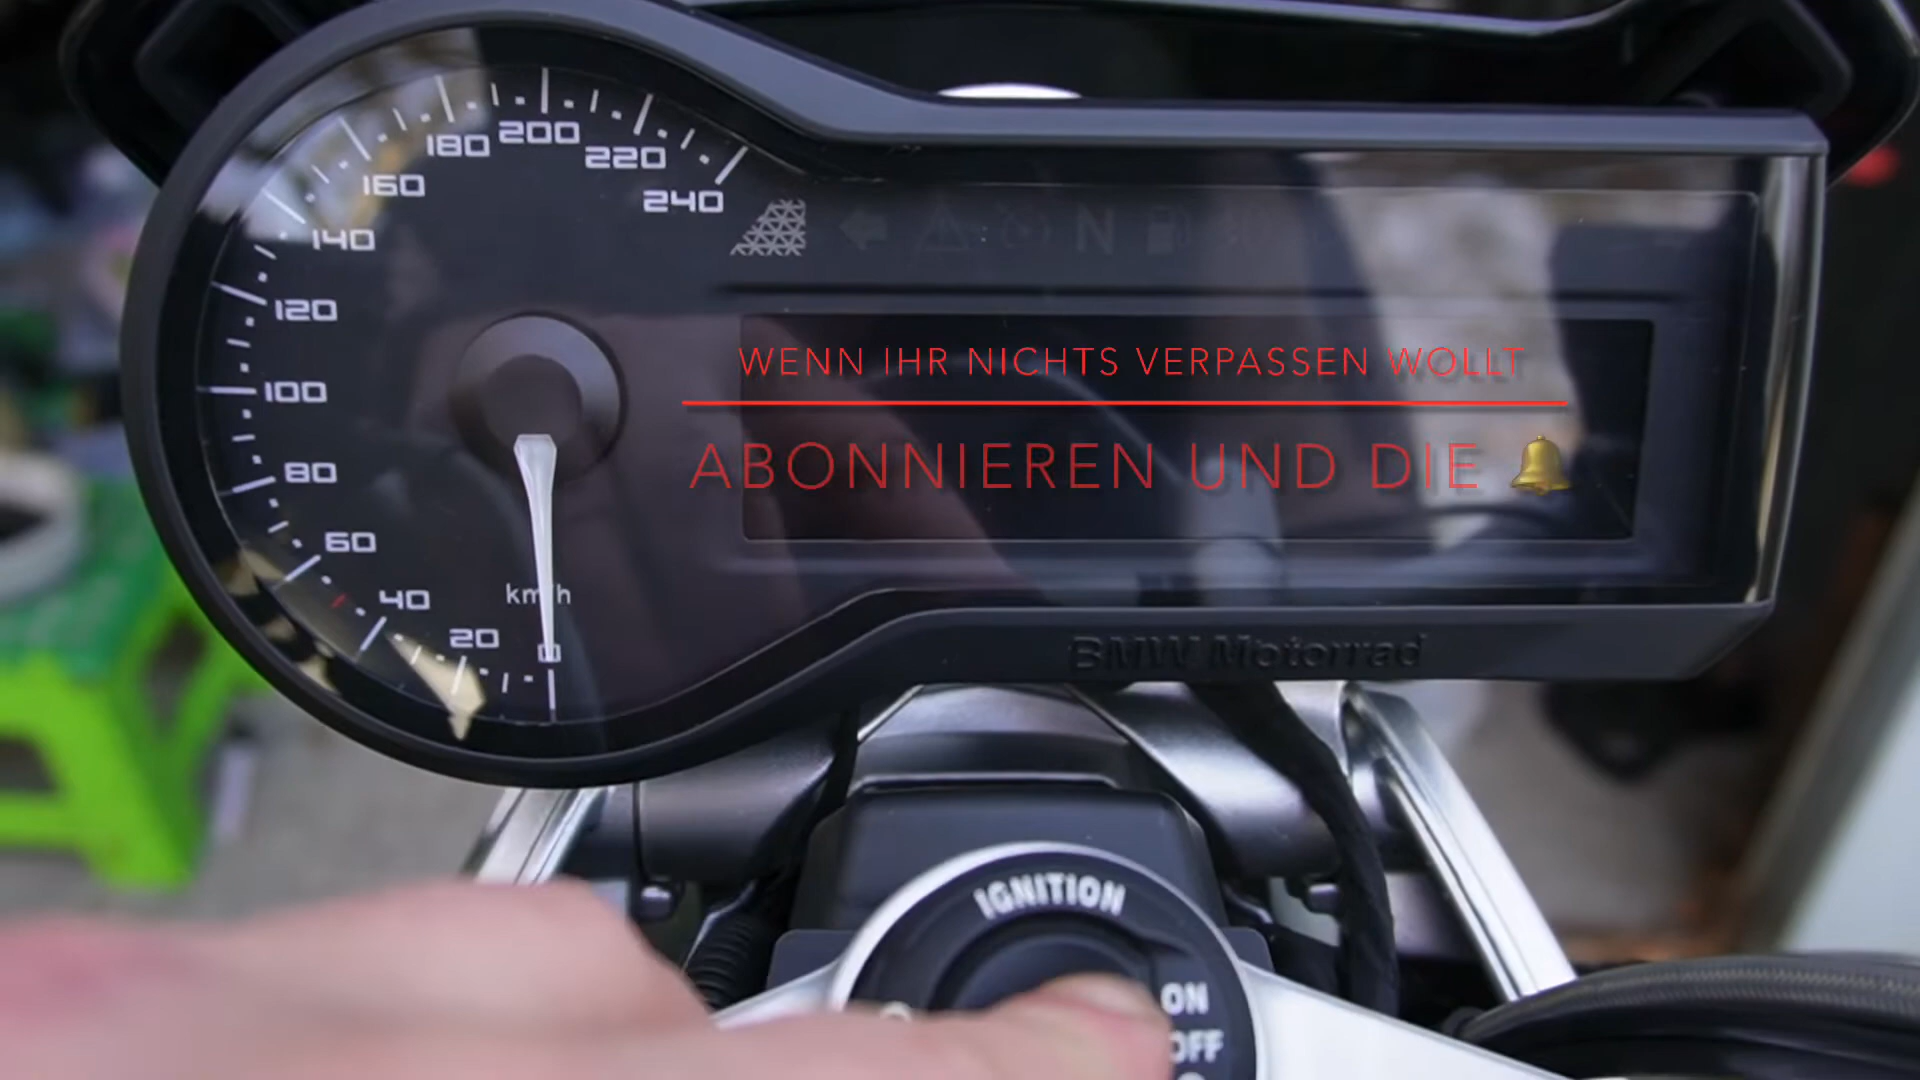 180 200 220
160 240
140
N
120
WENN IHR NICHTS VERPASSEN WOLLT
100
ABONNIEREN UND DIE 🔔
80
60
40 km/h
20 0
BMW Motorrad
IGNITION
ON
OFF